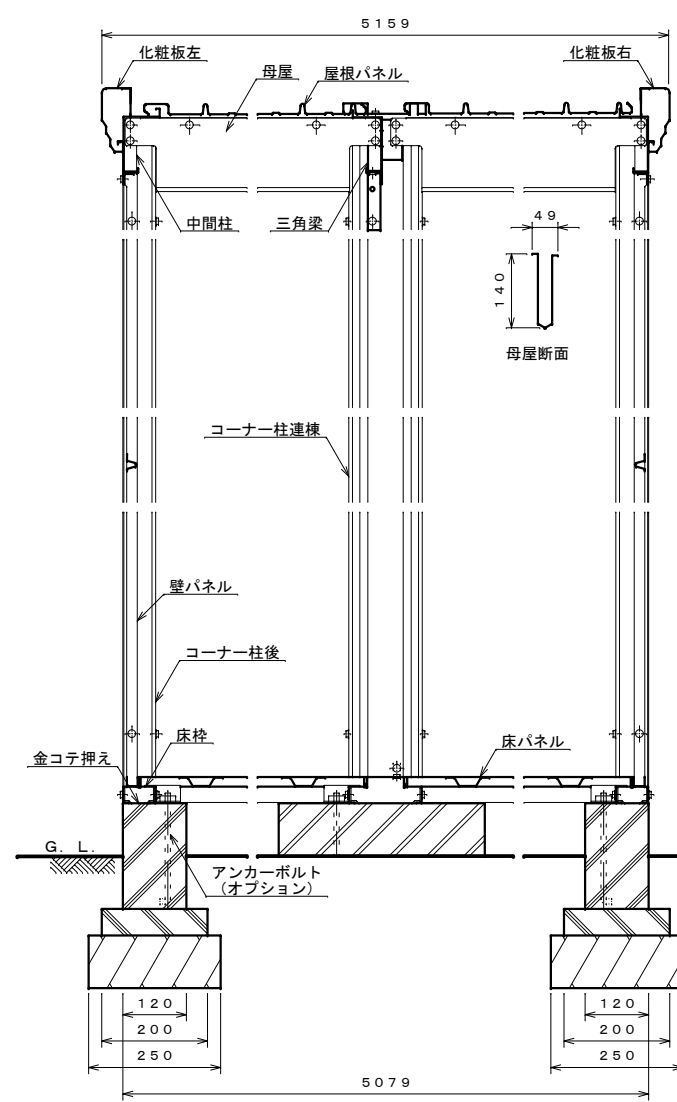 5159
化粧板左
母屋
屋根パネル
化粧板右
中間柱
三角梁
49
140
母屋断面
コーナー柱連棟
壁パネル
コーナー柱後
床枠
金コテ押え
床パネル
G. L.
アンカーボルト
(オプション)
120
200
250
120
200
250
5079